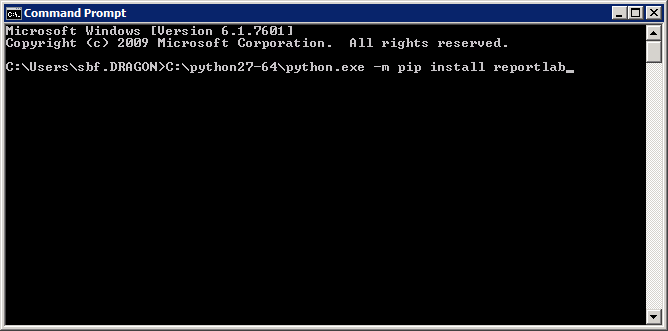 Command Prompt
Microsoft Windows [Version 6.1.7601]
Copyright (c) 2009 Microsoft Corporation.  All rights reserved.
C:\Users\sbf.DRAGON>C:\python27-64\python.exe -m pip install reportlab_